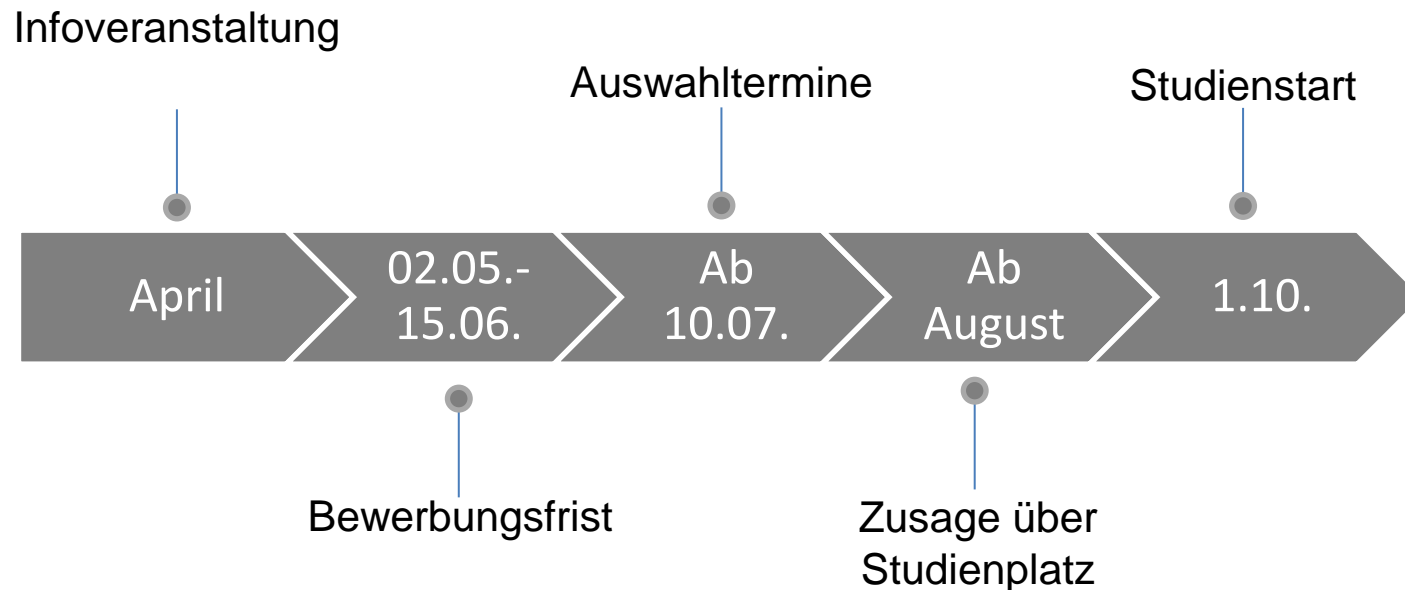 Infoveranstaltung
Auswahltermine
Studienstart
April
02.05.-
15.06.
Ab
10.07.
Ab
August
1.10.
Bewerbungsfrist
Zusage über
Studienplatz